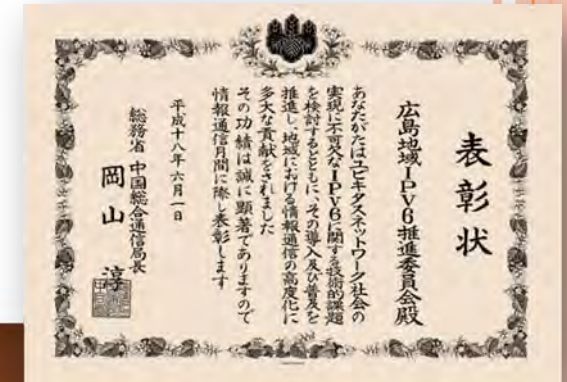 表彰状
広島地域IPV6推進委員会殿
あなたがたはユビキタスネットワーク社会の
実現に不可欠なIPV6に関する技術的課題
を検討するとともに、その導入及び普及を
推進し、地域における情報通信の高度化に
多大な貢献をされました
その功績は誠に顕著でありますので
情報通信月間に際し表彰します
平成十八年六月一日
総務省 中国総合通信局長
岡山 淳